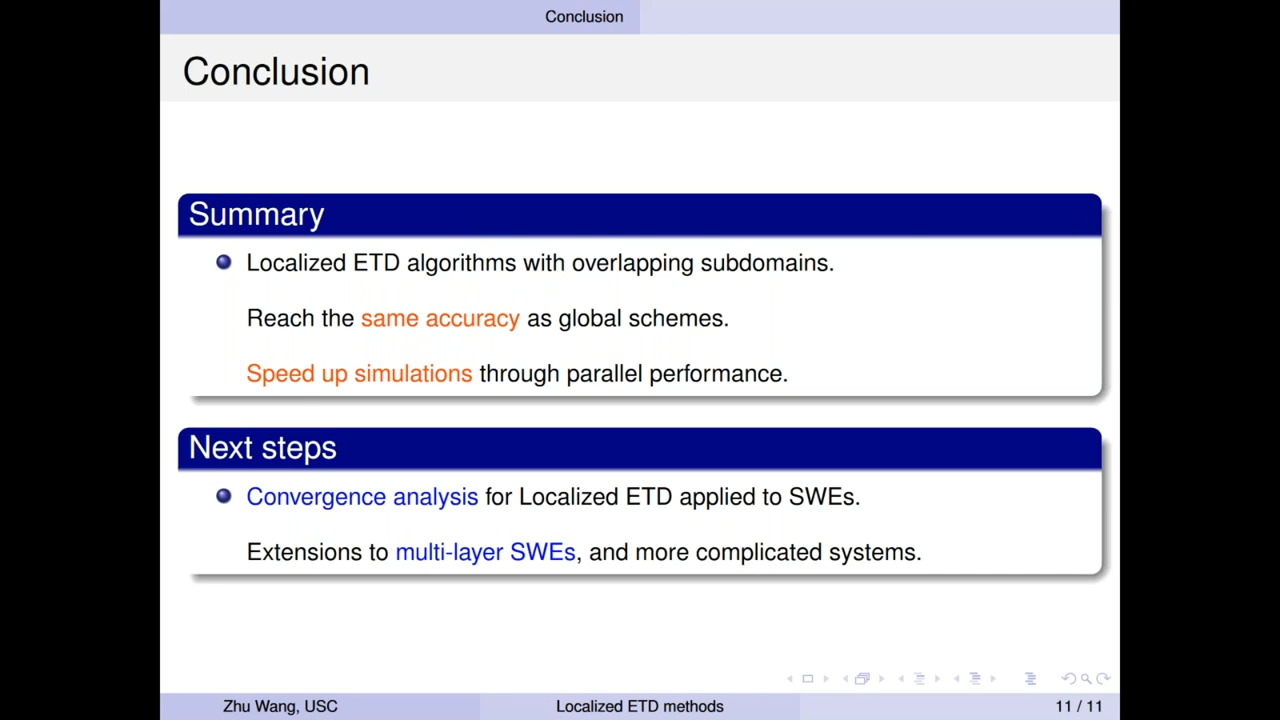 Conclusion
Conclusion
Summary
Localized ETD algorithms with overlapping subdomains.
Reach the same accuracy as global schemes.
Speed up simulations through parallel performance.
Next steps
Convergence analysis for Localized ETD applied to SWEs.
Extensions to multi-layer SWEs, and more complicated systems.
Zhu Wang, USC
Localized ETD methods
11 / 11